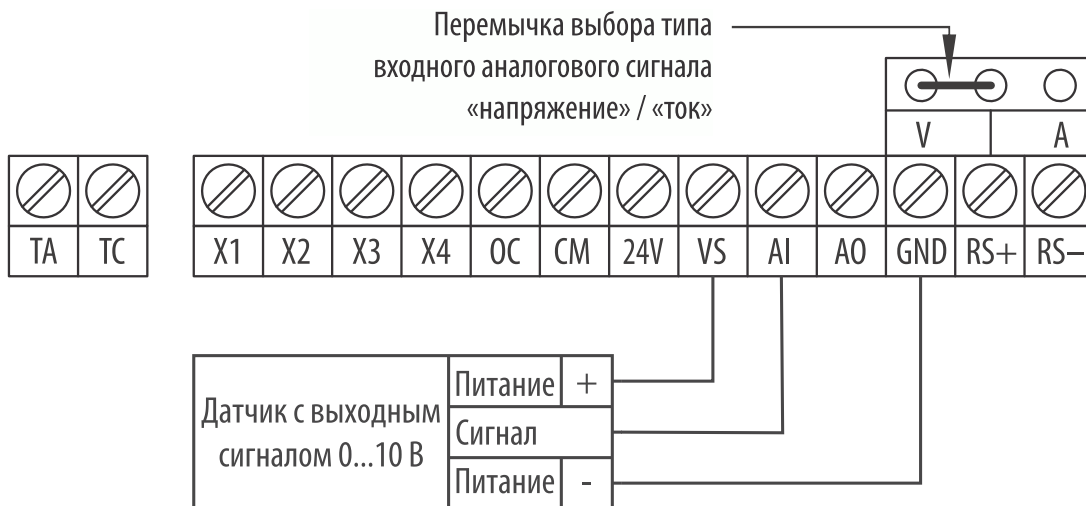 Перемычка выбора типа
входного аналогового сигнала
«напряжение» / «ток»
V A
TA TC X1 X2 X3 X4 OC CM 24V VS AI AO GND RS+ RS−
Датчик с выходным
сигналом 0...10 В
Питание +
Сигнал
Питание -